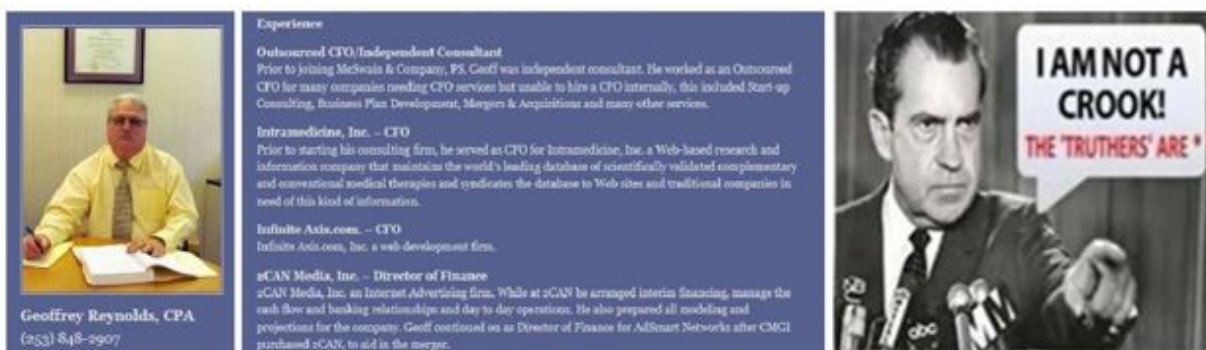 Geoffrey Reynolds, CPA
(253) 848-2907
Experience
Outsourced CFO/Independent Consultant
Prior to joining McSwain & Company, PS. Geoff was independent consultant. He worked as an Outsourced
CFO for many companies needing CFO services but unable to hire a CFO internally, this included Start-up
Consulting, Business Plan Development, Mergers & Acquisitions and many other services.
Intramedicine, Inc. – CFO
Prior to starting his consulting firm, he served as CFO for Intramedicine, Inc. a Web-based research and
information company that maintains the world's leading database of scientifically validated complementary
and conventional medical therapies and syndicates the database to Web sites and traditional companies in
need of this kind of information.
Infinite Axis.com. – CFO
Infinite Axis.com, Inc. a web development firm.
2CAN Media, Inc. – Director of Finance
2CAN Media, Inc. an Internet Advertising firm. While at 2CAN he arranged interim financing, manage the
cash flow and banking relationships and day to day operations. He also prepared all modeling and
projections for the company. Geoff continued on as Director of Finance for AdSmart Networks after CMGI
purchased 2CAN, to aid in the merger.
I AM NOT A
CROOK!
THE 'TRUTHERS' ARE *
abc